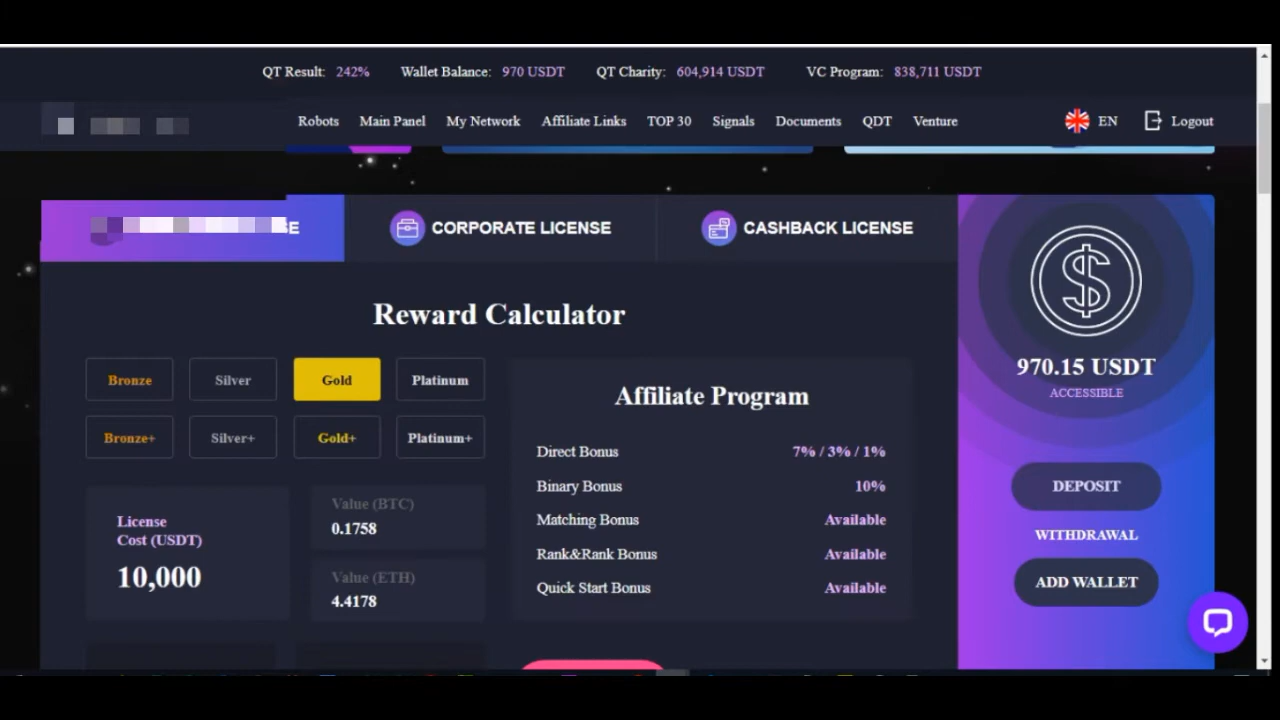 QT Result: 242% Wallet Balance: 970 USDT QT Charity: 604,914 USDT VC Program: 838,711 USDT
Robots Main Panel My Network Affiliate Links TOP 30 Signals Documents QDT Venture EN Logout
CORPORATE LICENSE CASHBACK LICENSE
Reward Calculator
Bronze Silver Gold Platinum
Bronze+ Silver+ Gold+ Platinum+
License
Cost (USDT)
10,000
Value (BTC)
0.1758
Value (ETH)
4.4178
Affiliate Program
Direct Bonus 7% / 3% / 1%
Binary Bonus 10%
Matching Bonus Available
Rank&Rank Bonus Available
Quick Start Bonus Available
970.15 USDT
ACCESSIBLE
DEPOSIT
WITHDRAWAL
ADD WALLET